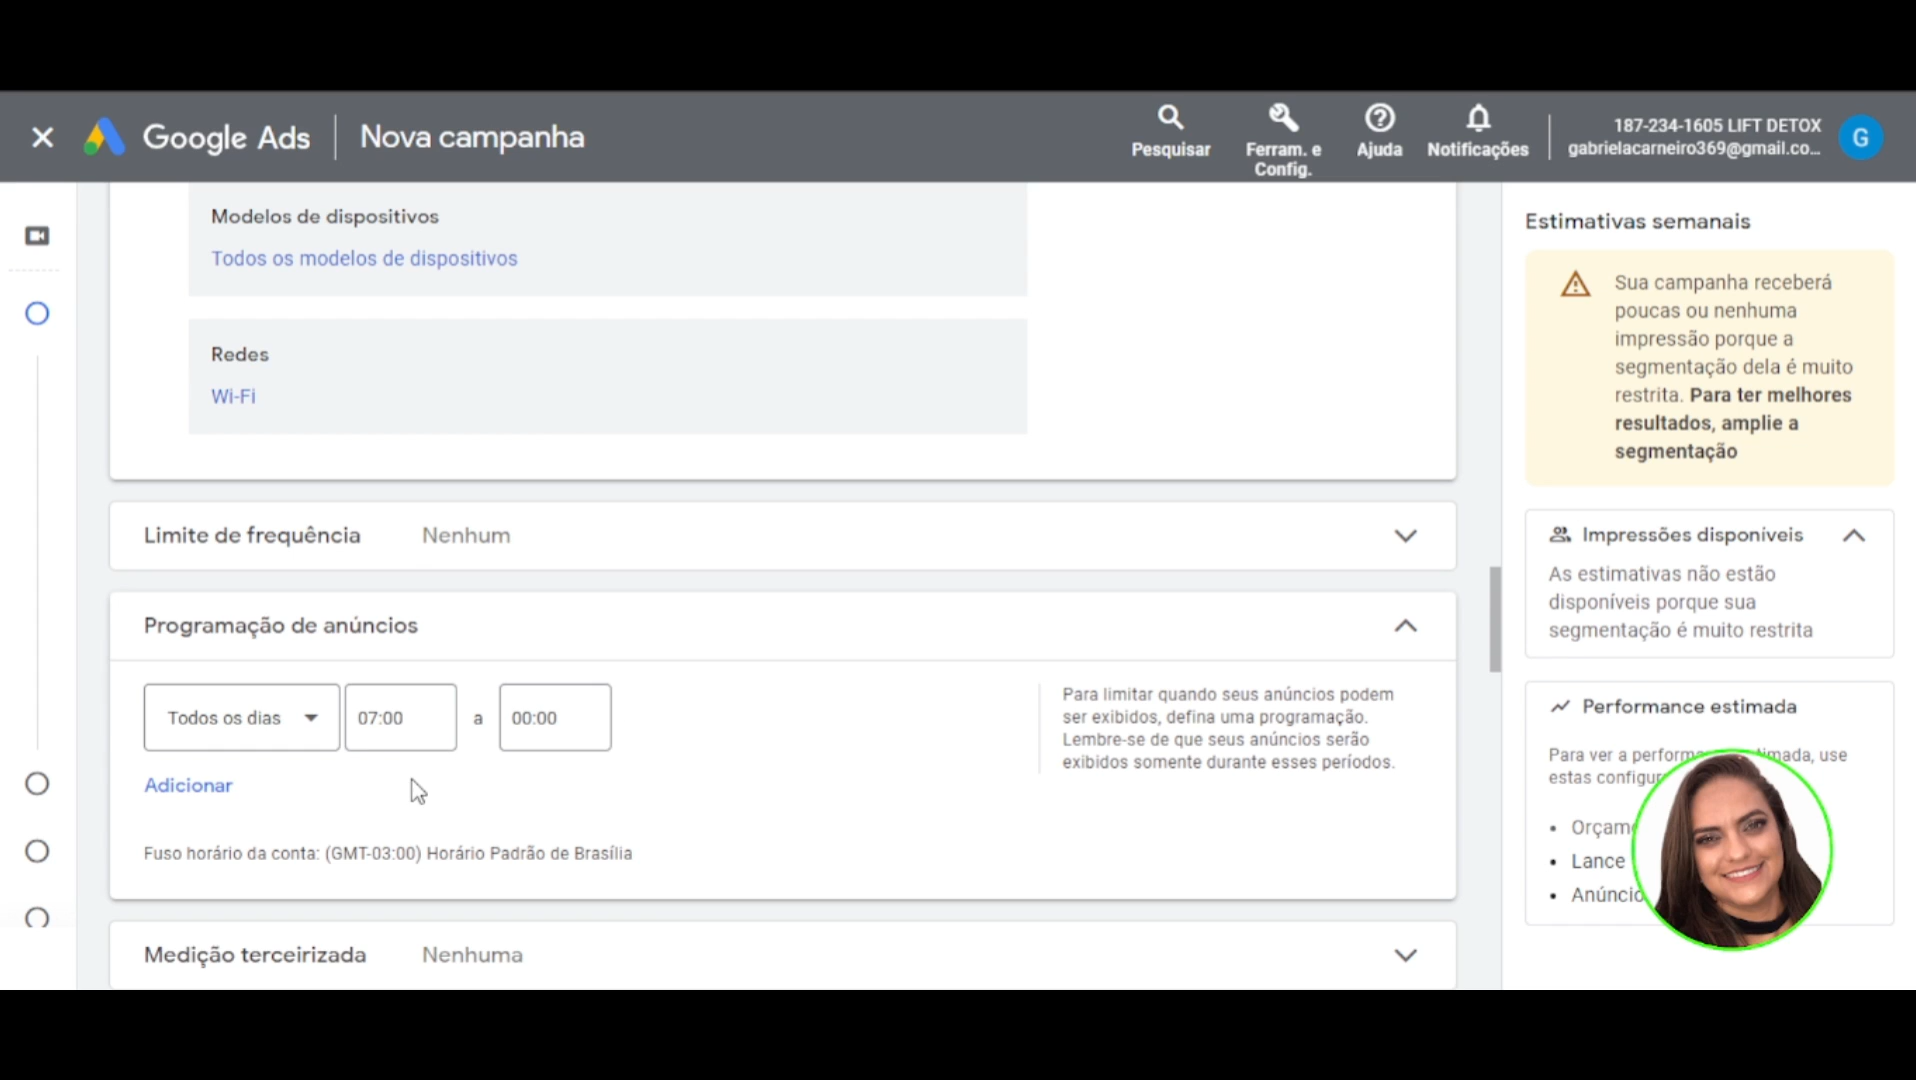 Google Ads
Nova campanha
Pesquisar
Ferram. e
Config.
Ajuda
Notificações
187-234-1605 LIFT DETOX
gabrielacarneiro369@gmail.co...
G
Modelos de dispositivos
Todos os modelos de dispositivos
Redes
Wi-Fi
Limite de frequência
Nenhum
Programação de anúncios
Todos os dias
07:00
a
00:00
Para limitar quando seus anúncios podem
ser exibidos, defina uma programação.
Lembre-se de que seus anúncios serão
exibidos somente durante esses períodos.
Adicionar
Fuso horário da conta: (GMT-03:00) Horário Padrão de Brasília
Medição terceirizada
Nenhuma
Estimativas semanais
Sua campanha receberá
poucas ou nenhuma
impressão porque a
segmentação dela é muito
restrita. Para ter melhores
resultados, amplie a
segmentação
Impressões disponíveis
As estimativas não estão
disponíveis porque sua
segmentação é muito restrita
Performance estimada
Para ver a use
estas
Lance